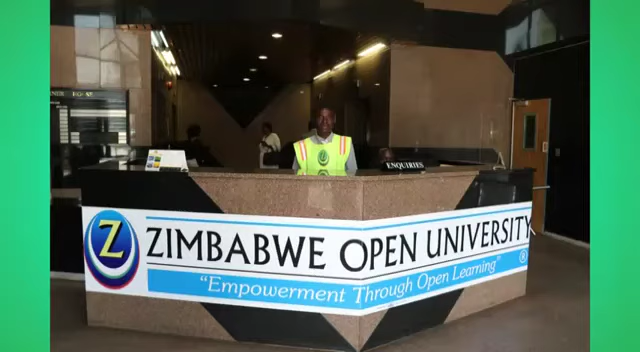 ENQUIRIES
Z
ZIMBABWE OPEN UNIVERSITY
“Empowerment Through Open Learning” ®